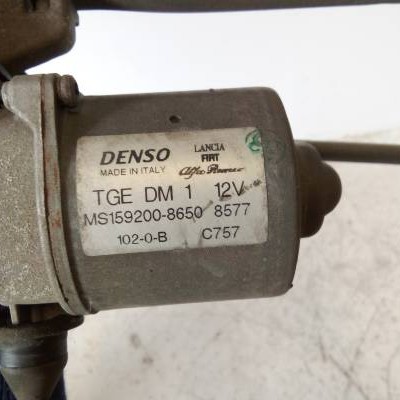 DENSO
MADE IN ITALY
LANCIA
FIAT
Alfa Romeo
TGE DM 1 12V
MS159200-8650 8577
102-0-B C757